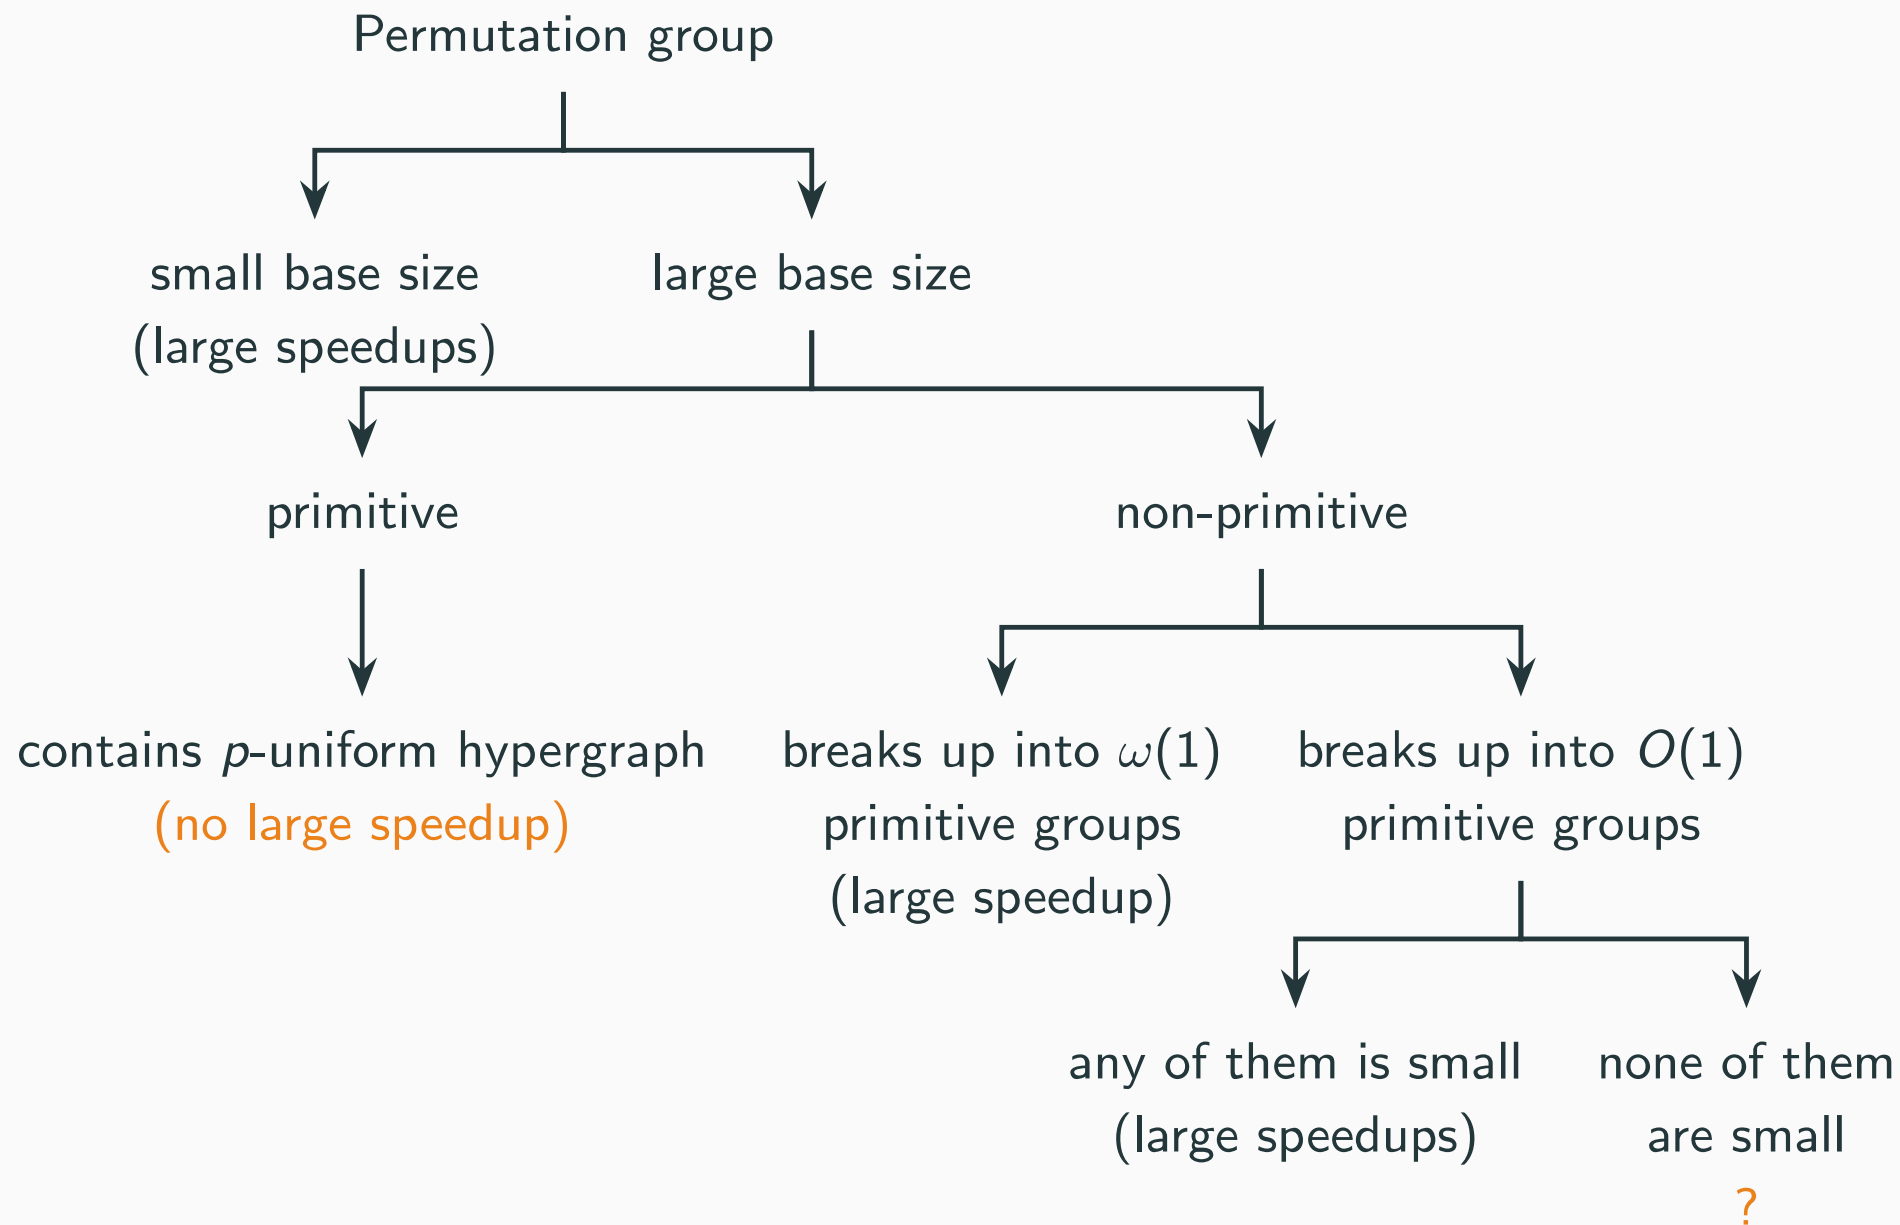 Permutation group
small base size
(large speedups)
large base size
primitive
non-primitive
contains p-uniform hypergraph
(no large speedup)
breaks up into ω(1)
primitive groups
(large speedup)
breaks up into O(1)
primitive groups
any of them is small
(large speedups)
none of them
are small
?